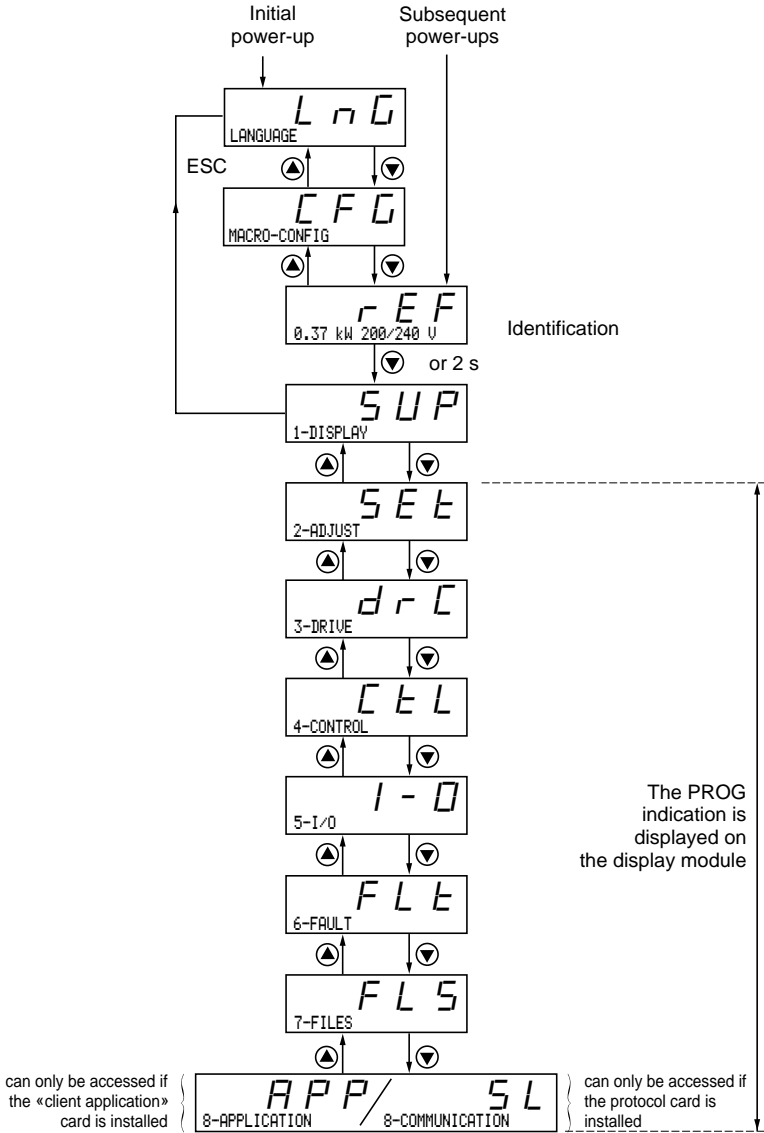 Initial
power-up
Subsequent
power-ups
LnG
LANGUAGE
ESC
CFG
MACRO-CONFIG
rEF
0.37 kW 200/240 V
Identification
or 2 s
SUP
1-DISPLAY
SEt
2-ADJUST
drC
3-DRIVE
CtL
4-CONTROL
I-O
5-I/O
The PROG
indication is
displayed on
the display module
FLt
6-FAULT
FLS
7-FILES
can only be accessed if
the «client application»
card is installed
APP/ SL
8-APPLICATION 8-COMMUNICATION
can only be accessed if
the protocol card is
installed